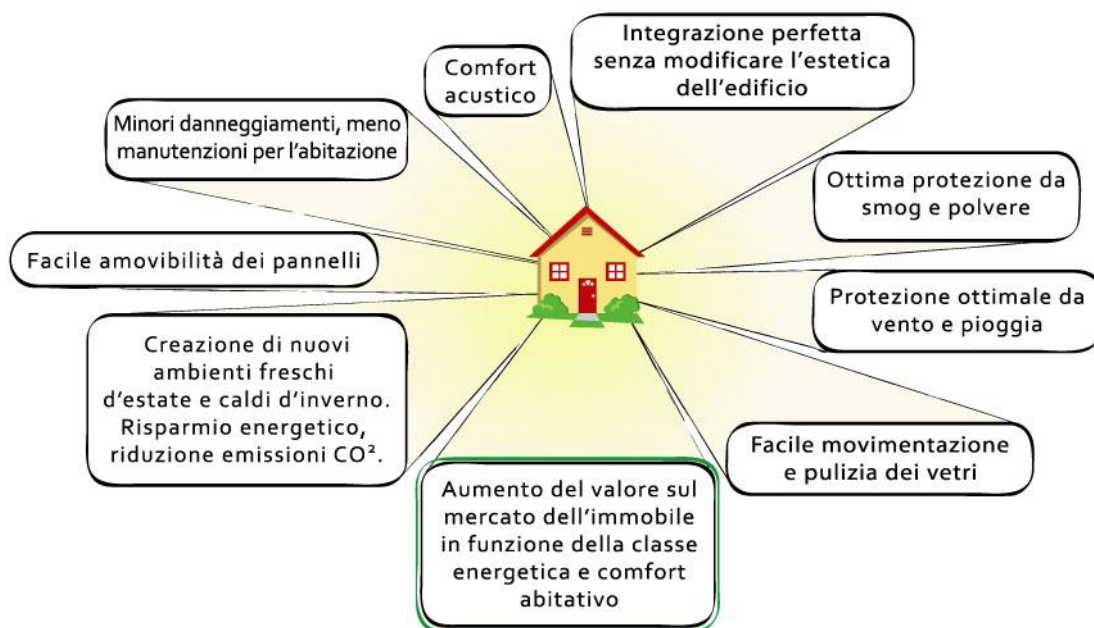 Integrazione perfetta
senza modificare l'estetica
dell'edificio
Comfort
acustico
Minori danneggiamenti, meno
manutenzioni per l'abitazione
Ottima protezione da
smog e polvere
Facile amovibilità dei pannelli
Protezione ottimale da
vento e pioggia
Creazione di nuovi
ambienti freschi
d'estate e caldi d'inverno.
Risparmio energetico,
riduzione emissioni CO².
Facile movimentazione
e pulizia dei vetri
Aumento del valore sul
mercato dell'immobile
in funzione della classe
energetica e comfort
abitativo